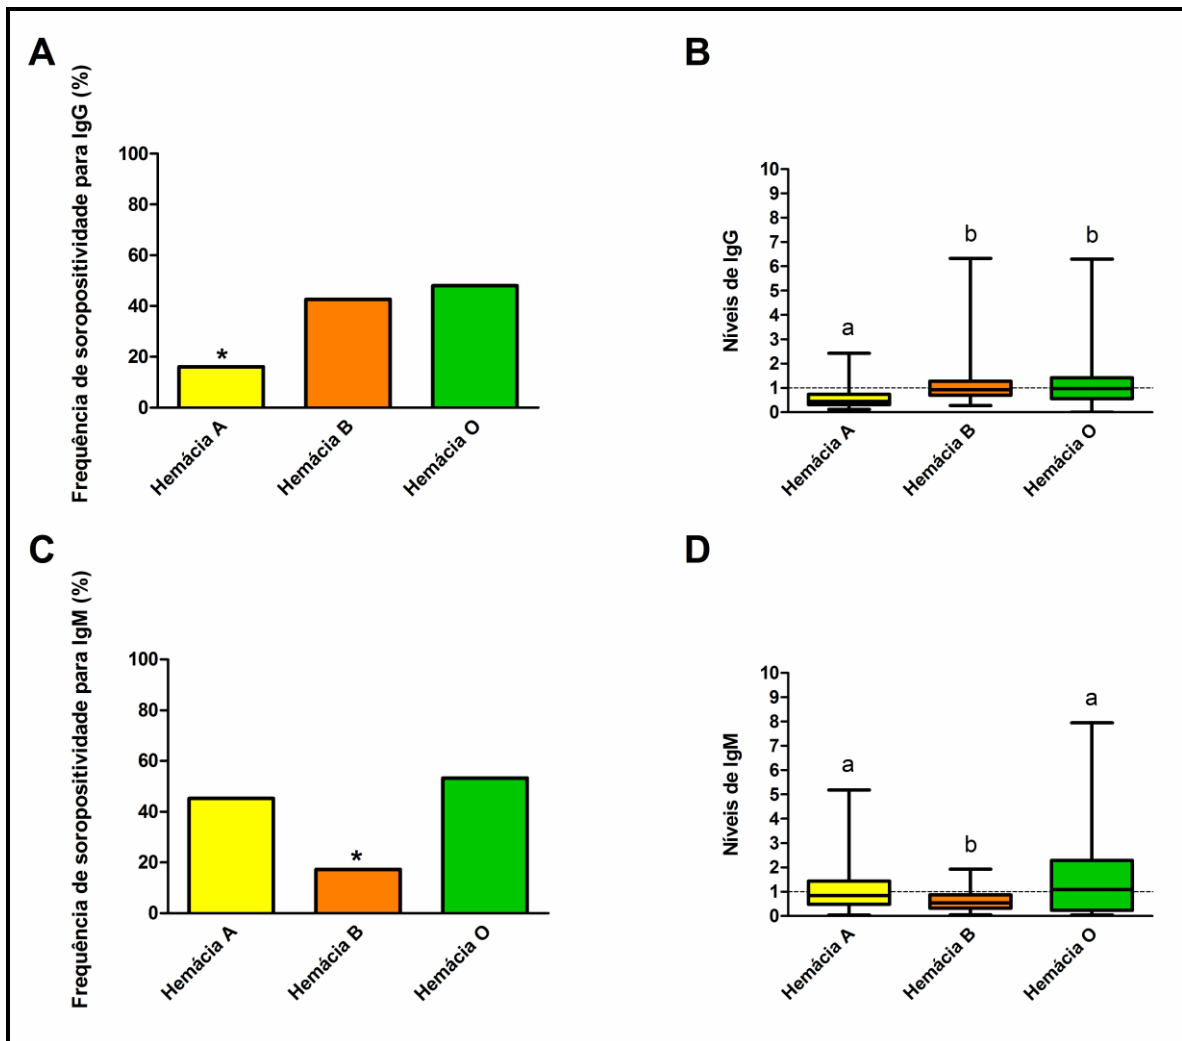 A
Frequência de soropositividade para IgG (%)
100
80
60
40
20
0
*
Hemácia A
Hemácia B
Hemácia O
B
Níveis de IgG
10
9
8
7
6
5
4
3
2
1
0
a
b
b
Hemácia A
Hemácia B
Hemácia O
C
Frequência de soropositividade para IgM (%)
100
80
60
40
20
0
*
Hemácia A
Hemácia B
Hemácia O
D
Níveis de IgM
10
9
8
7
6
5
4
3
2
1
0
a
b
a
Hemácia A
Hemácia B
Hemácia O